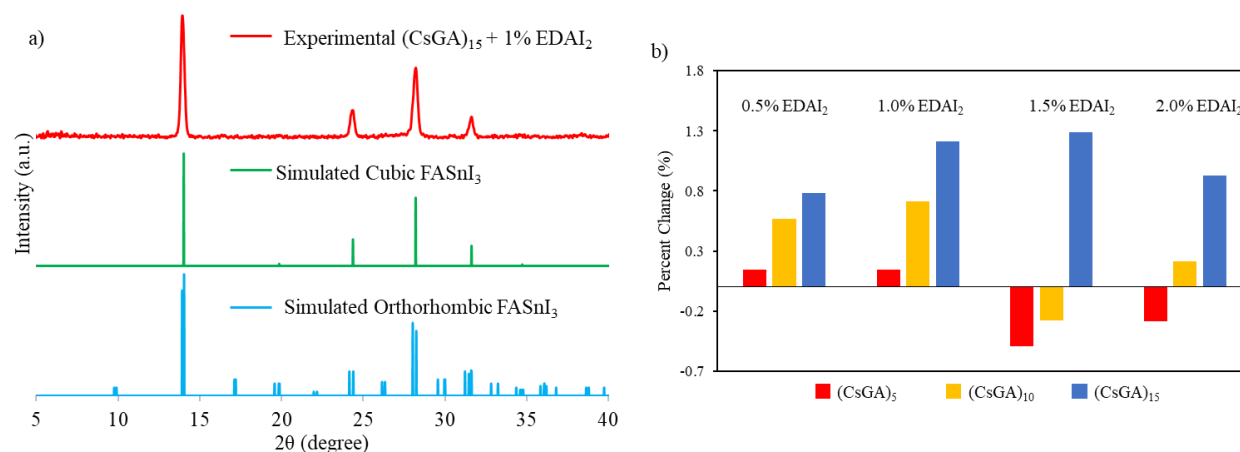 a)
Experimental (CsGA)₁₅ + 1% EDAI₂
Simulated Cubic FASnI₃
Simulated Orthorhombic FASnI₃
Intensity (a.u.)
5 10 15 20 25 30 35 40
2θ (degree)
b)
1.8
1.3
0.8
0.3
-0.2
-0.7
Percent Change (%)
0.5% EDAI₂ 1.0% EDAI₂ 1.5% EDAI₂ 2.0% EDAI₂
(CsGA)₅ (CsGA)₁₀ (CsGA)₁₅